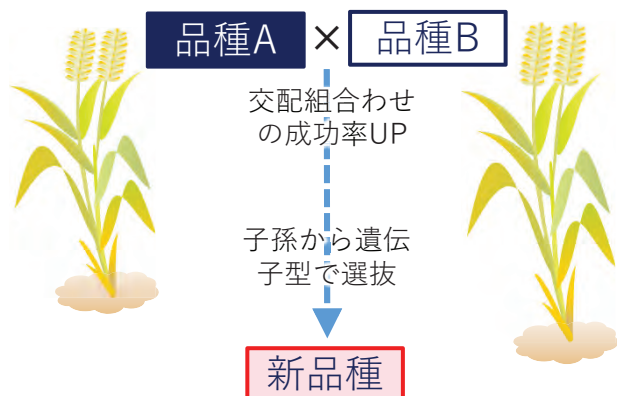 品種A × 品種B
交配組合わせ
の成功率UP
子孫から遺伝
子型で選抜
新品種